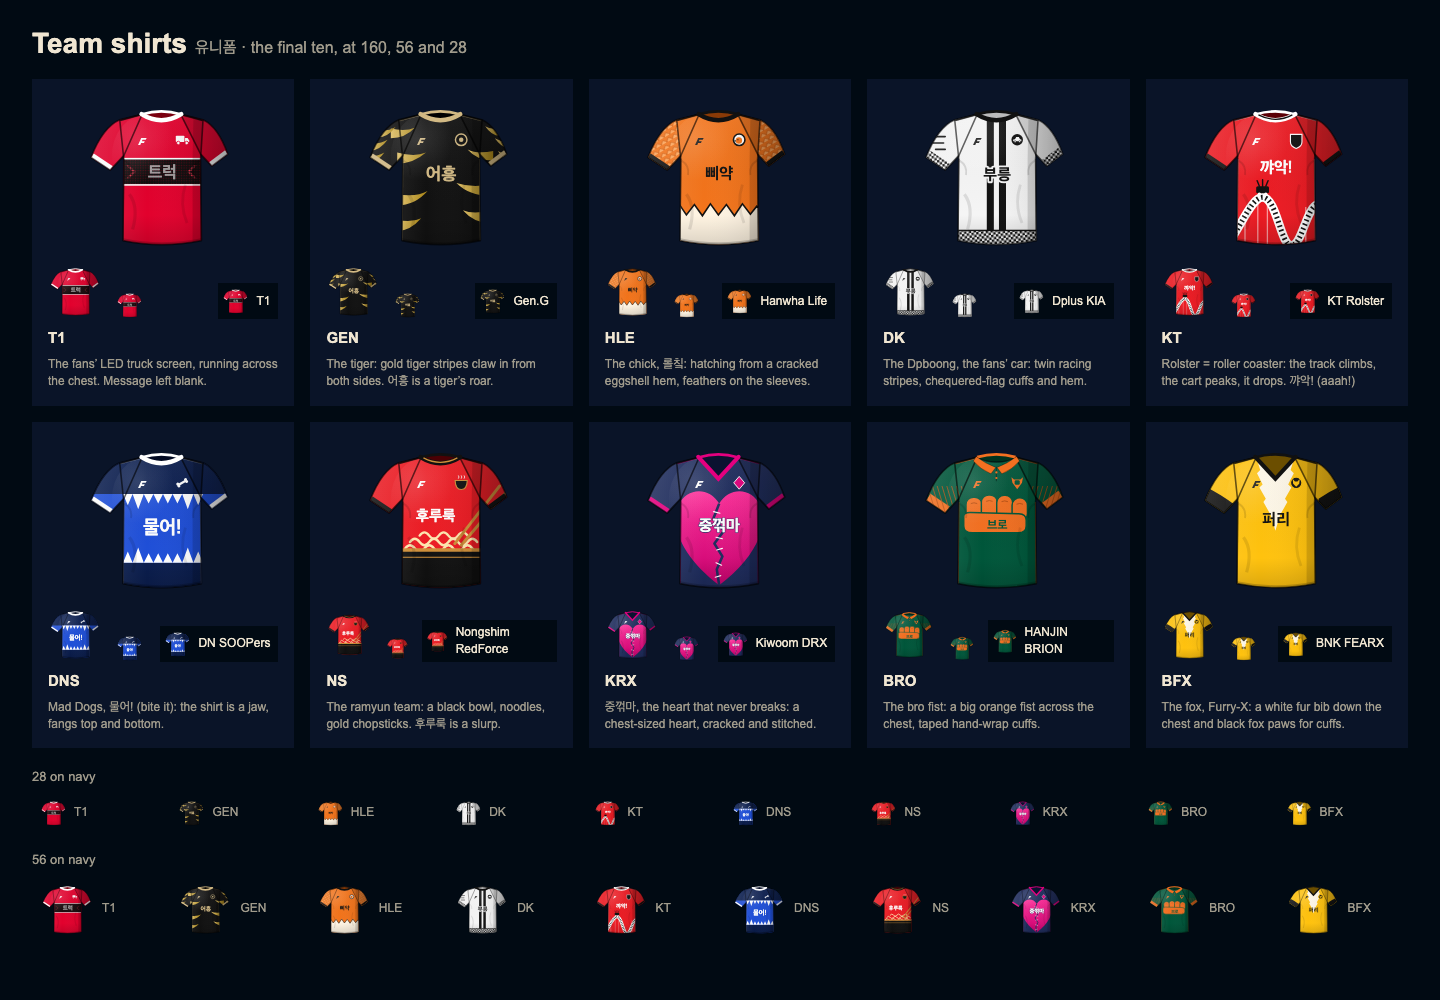 Team shirts 유니폼 · the final ten, at 160, 56 and 28
F
트럭
F
어흥
F
삐약
F
부릉
F
꺄악!
T1
Gen.G
Hanwha Life
Dplus KIA
KT Rolster
T1
GEN
HLE
DK
KT
The fans' LED truck screen, running across
the chest. Message left blank.
The tiger: gold tiger stripes claw in from
both sides. 어흥 is a tiger's roar.
The chick, 롤칰: hatching from a cracked
eggshell hem, feathers on the sleeves.
The Dpboong, the fans' car: twin racing
stripes, chequered-flag cuffs and hem.
Rolster = roller coaster: the track climbs,
the cart peaks, it drops. 꺄악! (aaah!)
F
물어!
F
후루룩
F
중꺾마
F
브로
F
퍼리
DN SOOPers
Nongshim
RedForce
Kiwoom DRX
HANJIN
BRION
BNK FEARX
DNS
NS
KRX
BRO
BFX
Mad Dogs, 물어! (bite it): the shirt is a jaw,
fangs top and bottom.
The ramyun team: a black bowl, noodles,
gold chopsticks. 후루룩 is a slurp.
중꺾마, the heart that never breaks: a
chest-sized heart, cracked and stitched.
The bro fist: a big orange fist across the
chest, taped hand-wrap cuffs.
The fox, Furry-X: a white fur bib down the
chest and black fox paws for cuffs.
28 on navy
T1
GEN
HLE
DK
KT
DNS
NS
KRX
BRO
BFX
56 on navy
T1
GEN
HLE
DK
KT
DNS
NS
KRX
BRO
BFX